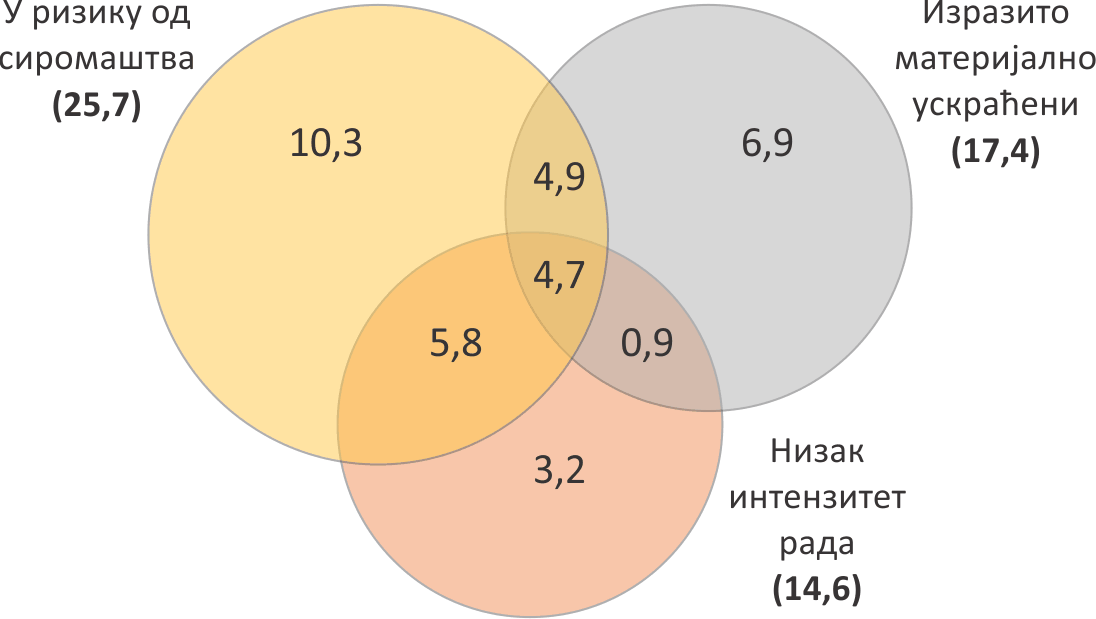 У ризику од
сиромаштва
(25,7)
Изразито
материјално
ускраћени
(17,4)
10,3
6,9
4,9
4,7
5,8
0,9
3,2
Низак
интензитет
рада
(14,6)